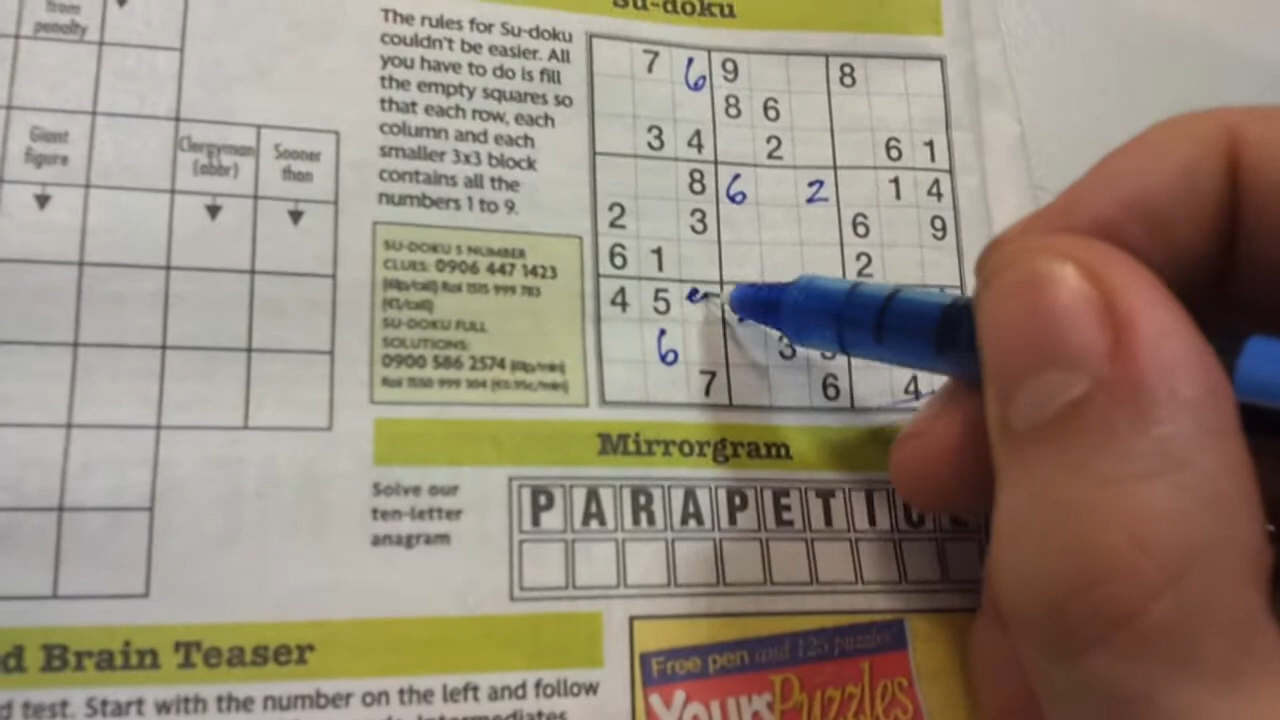 from
penalty
Giant
figure
Clergyman
(abbr)
Sooner
than
The rules for Su-doku
couldn't be easier. All
you have to do is fill
the empty squares so
that each row, each
column and each
smaller 3x3 block
contains all the
numbers 1 to 9.
SU-DOKU 5 NUMBER
CLUES: 0906 447 1423
SU-DOKU FULL
SOLUTIONS:
0900 586 2574
Su-doku
7 6 9 8
8 6
3 4 2 6 1
8 6 2 1 4
2 3 6 9
6 1 2
4 5
6 3
7 6 4
Mirrorgram
Solve our
ten-letter
anagram
PARAPETIC
d Brain Teaser
d test. Start with the number on the left and follow
Free pen and 125 puzzles!
Your Puzzles